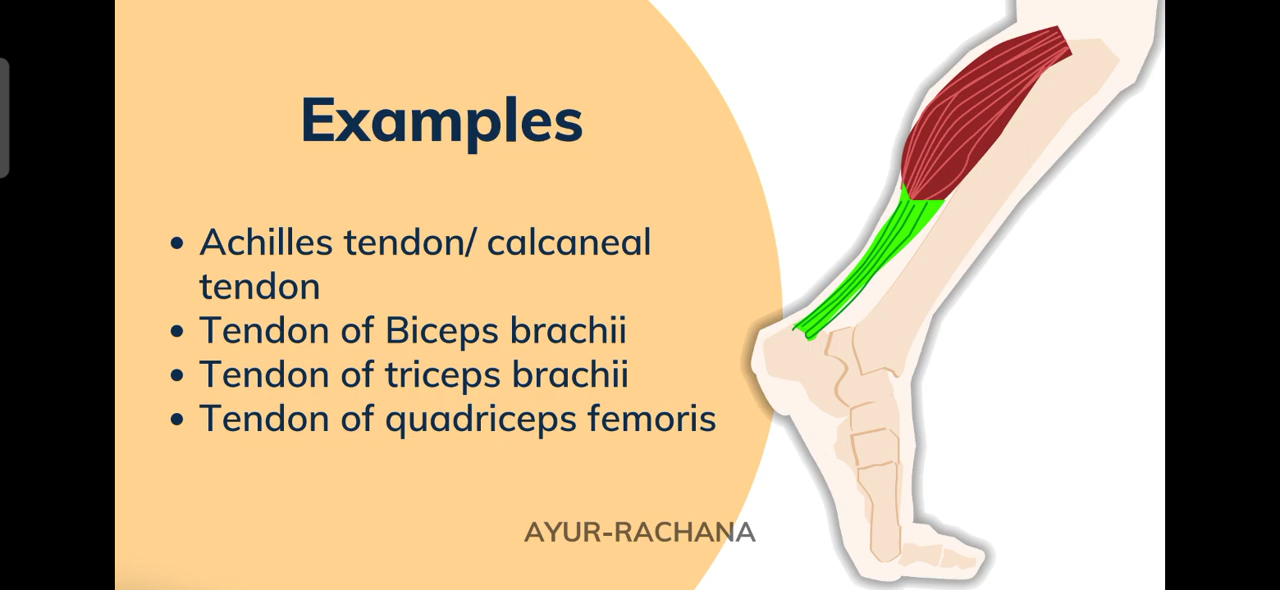 Examples
• Achilles tendon/ calcaneal
tendon
• Tendon of Biceps brachii
• Tendon of triceps brachii
• Tendon of quadriceps femoris
AYUR-RACHANA